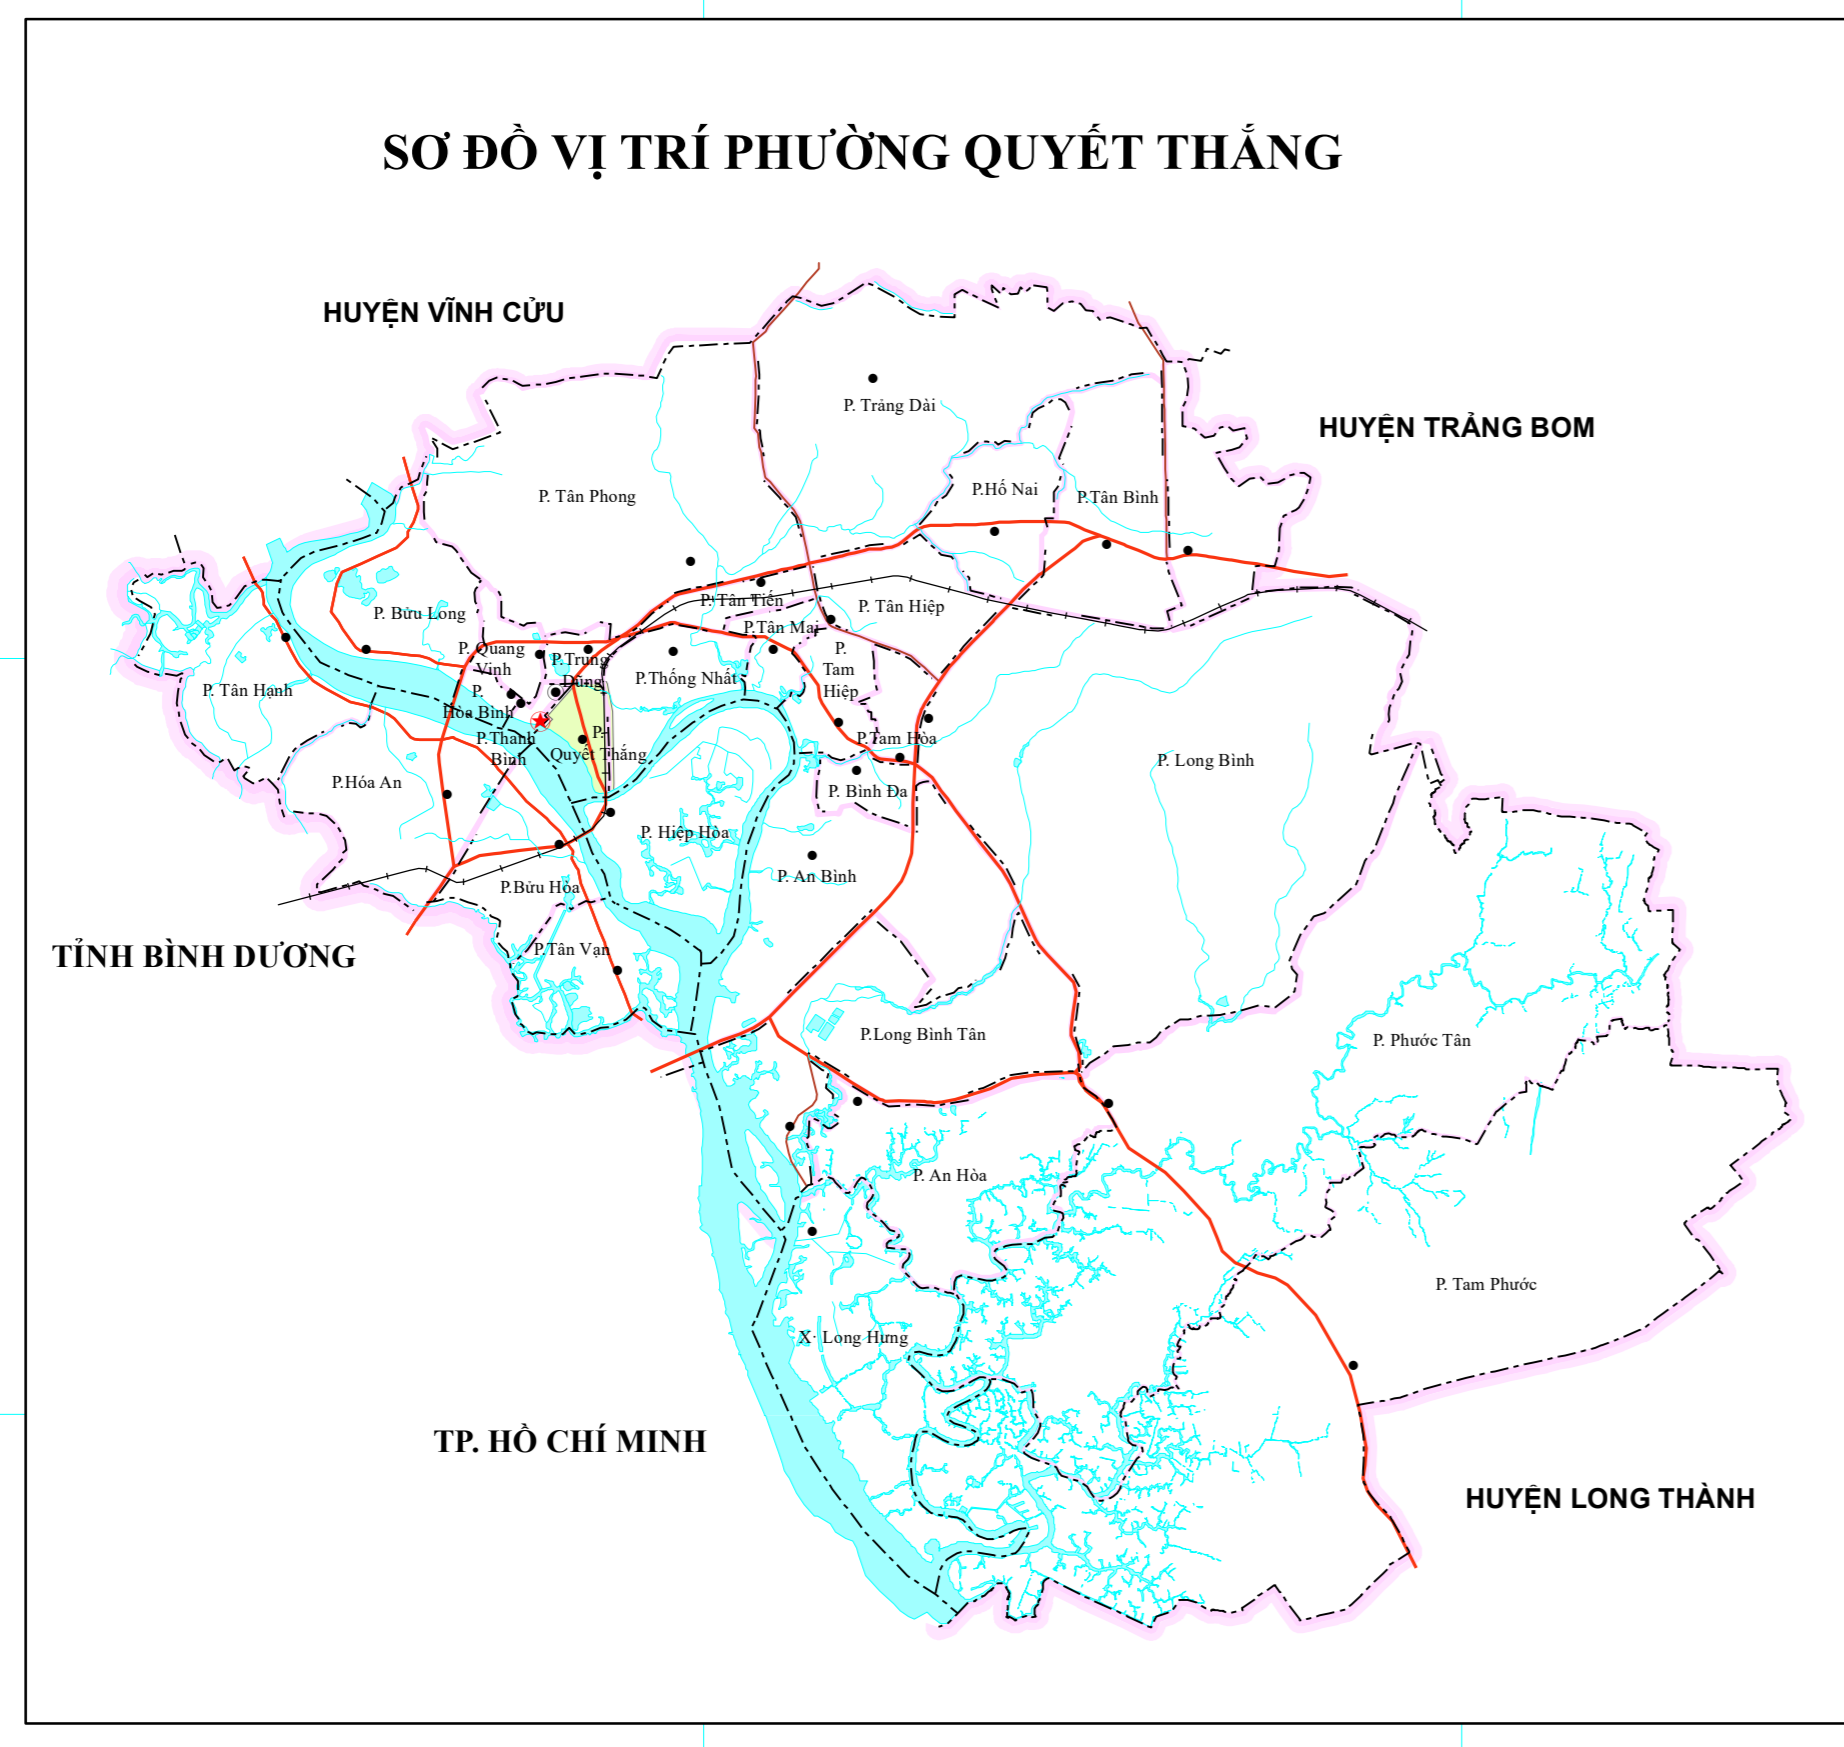 SƠ ĐỒ VỊ TRÍ PHƯỜNG QUYẾT THẮNG
HUYỆN VĨNH CỬU
P. Trảng Dài
HUYỆN TRẢNG BOM
P.Hố Nai
P.Tân Bình
P. Tân Phong
P. Tân Tiến
P. Tân Hiệp
P. Bửu Long
P.Tân Mai
P. Quang
Vinh
P.Trung
Dũng
P.
Tam
Hiệp
P.Thống Nhất
P. Tân Hạnh
P.
Hòa Bình
P.Thanh
Bình
P.
Quyết Thắng
P.Tam Hòa
P. Long Bình
P.Hóa An
P. Bình Đa
P. Hiệp Hòa
P. An Bình
P.Bửu Hòa
P.Tân Vạn
TỈNH BÌNH DƯƠNG
P.Long Bình Tân
P. Phước Tân
P. An Hòa
P. Tam Phước
X. Long Hưng
TP. HỒ CHÍ MINH
HUYỆN LONG THÀNH